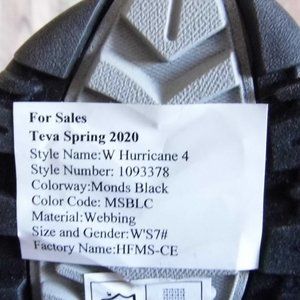 For Sales
Teva Spring 2020
Style Name:W Hurricane 4
Style Number: 1093378
Colorway:Monds Black
Color Code: MSBLC
Material:Webbing
Size and Gender:W'S7#
Factory Name:HFMS-CE